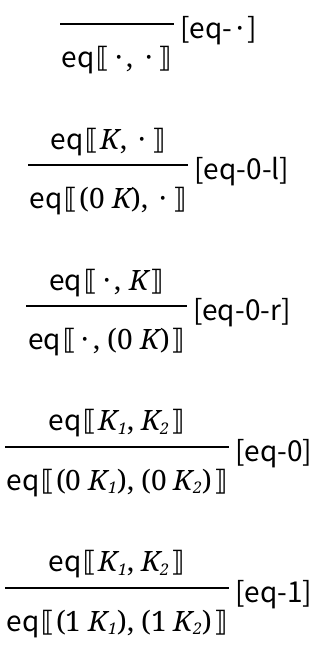 [eq-·]
eq⟦ ·, · ⟧
eq⟦K, · ⟧
[eq-0-l]
eq⟦(0 K), · ⟧
eq⟦ ·, K⟧
[eq-0-r]
eq⟦ ·, (0 K)⟧
eq⟦K₁, K₂⟧
[eq-0]
eq⟦(0 K₁), (0 K₂)⟧
eq⟦K₁, K₂⟧
[eq-1]
eq⟦(1 K₁), (1 K₂)⟧